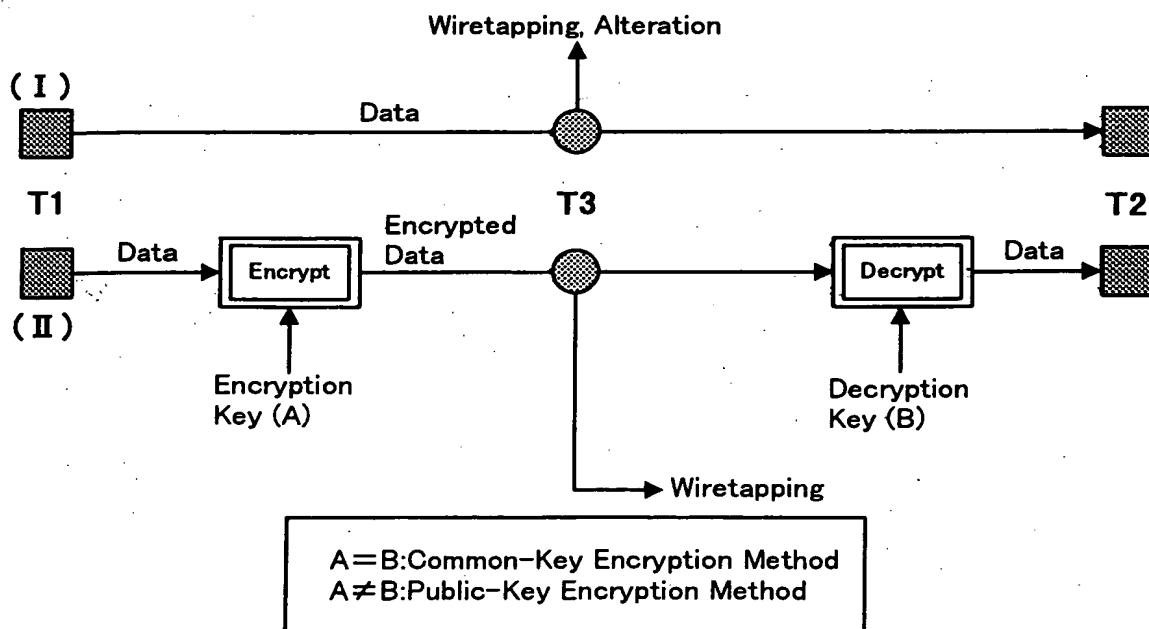 Wiretapping, Alteration
(Ⅰ)
Data
T1
T3
T2
Data
Encrypt
Encrypted
Data
Decrypt
Data
(Ⅱ)
Encryption
Key (A)
Decryption
Key (B)
Wiretapping
A=B:Common-Key Encryption Method
A≠B:Public-Key Encryption Method